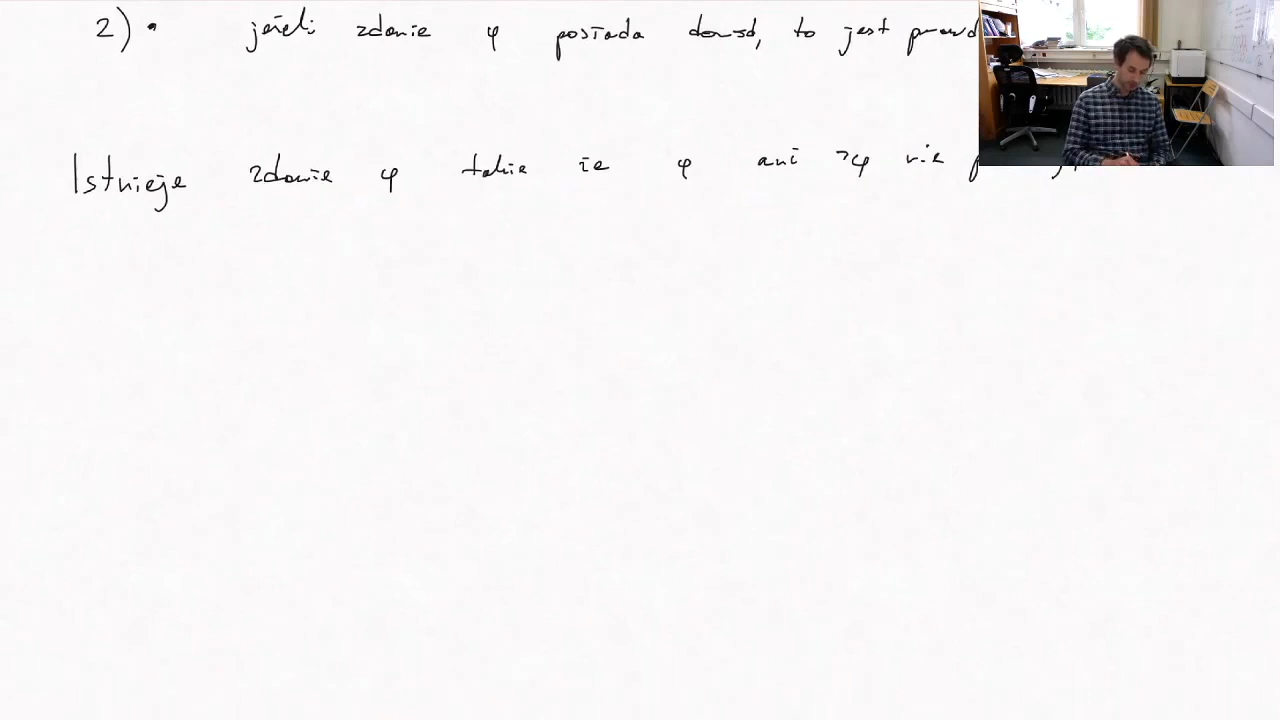 2) • jeżeli zdanie φ posiada dowód, to jest prawd
Istnieje zdanie φ takie że φ ani ¬φ nie